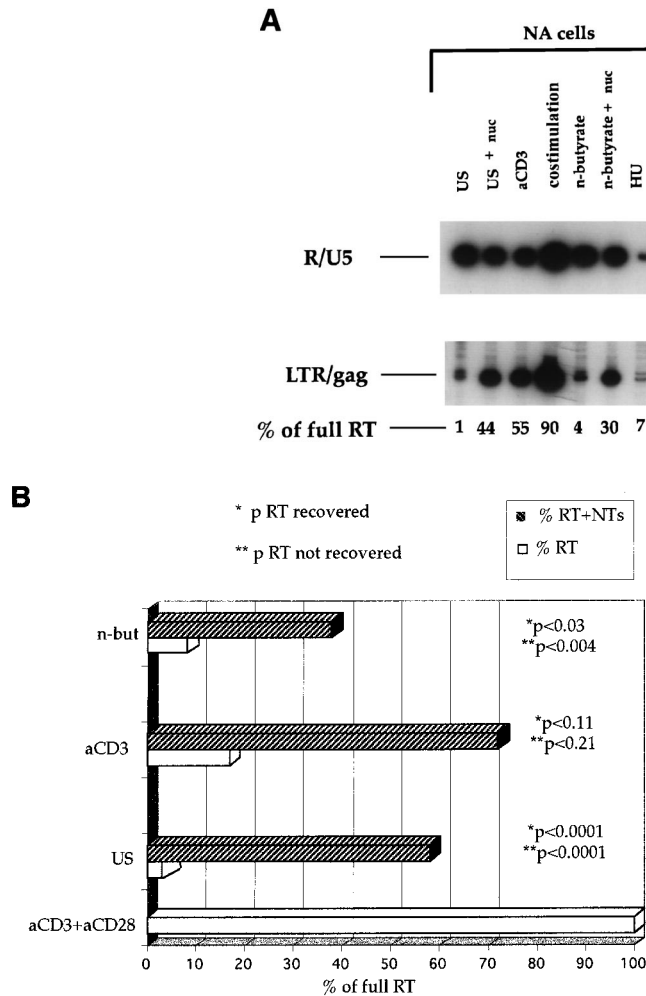 A
NA cells
US
US + nuc
aCD3
costimulation
n-butyrate
n-butyrate + nuc
HU
R/U5
LTR/gag
% of full RT 1 44 55 90 4 30 7
B
* p RT recovered
** p RT not recovered
% RT+NTs
% RT
n-but
*p<0.03
**p<0.004
aCD3
*p<0.11
**p<0.21
US
*p<0.0001
**p<0.0001
aCD3+aCD28
0 10 20 30 40 50 60 70 80 90 100
% of full RT